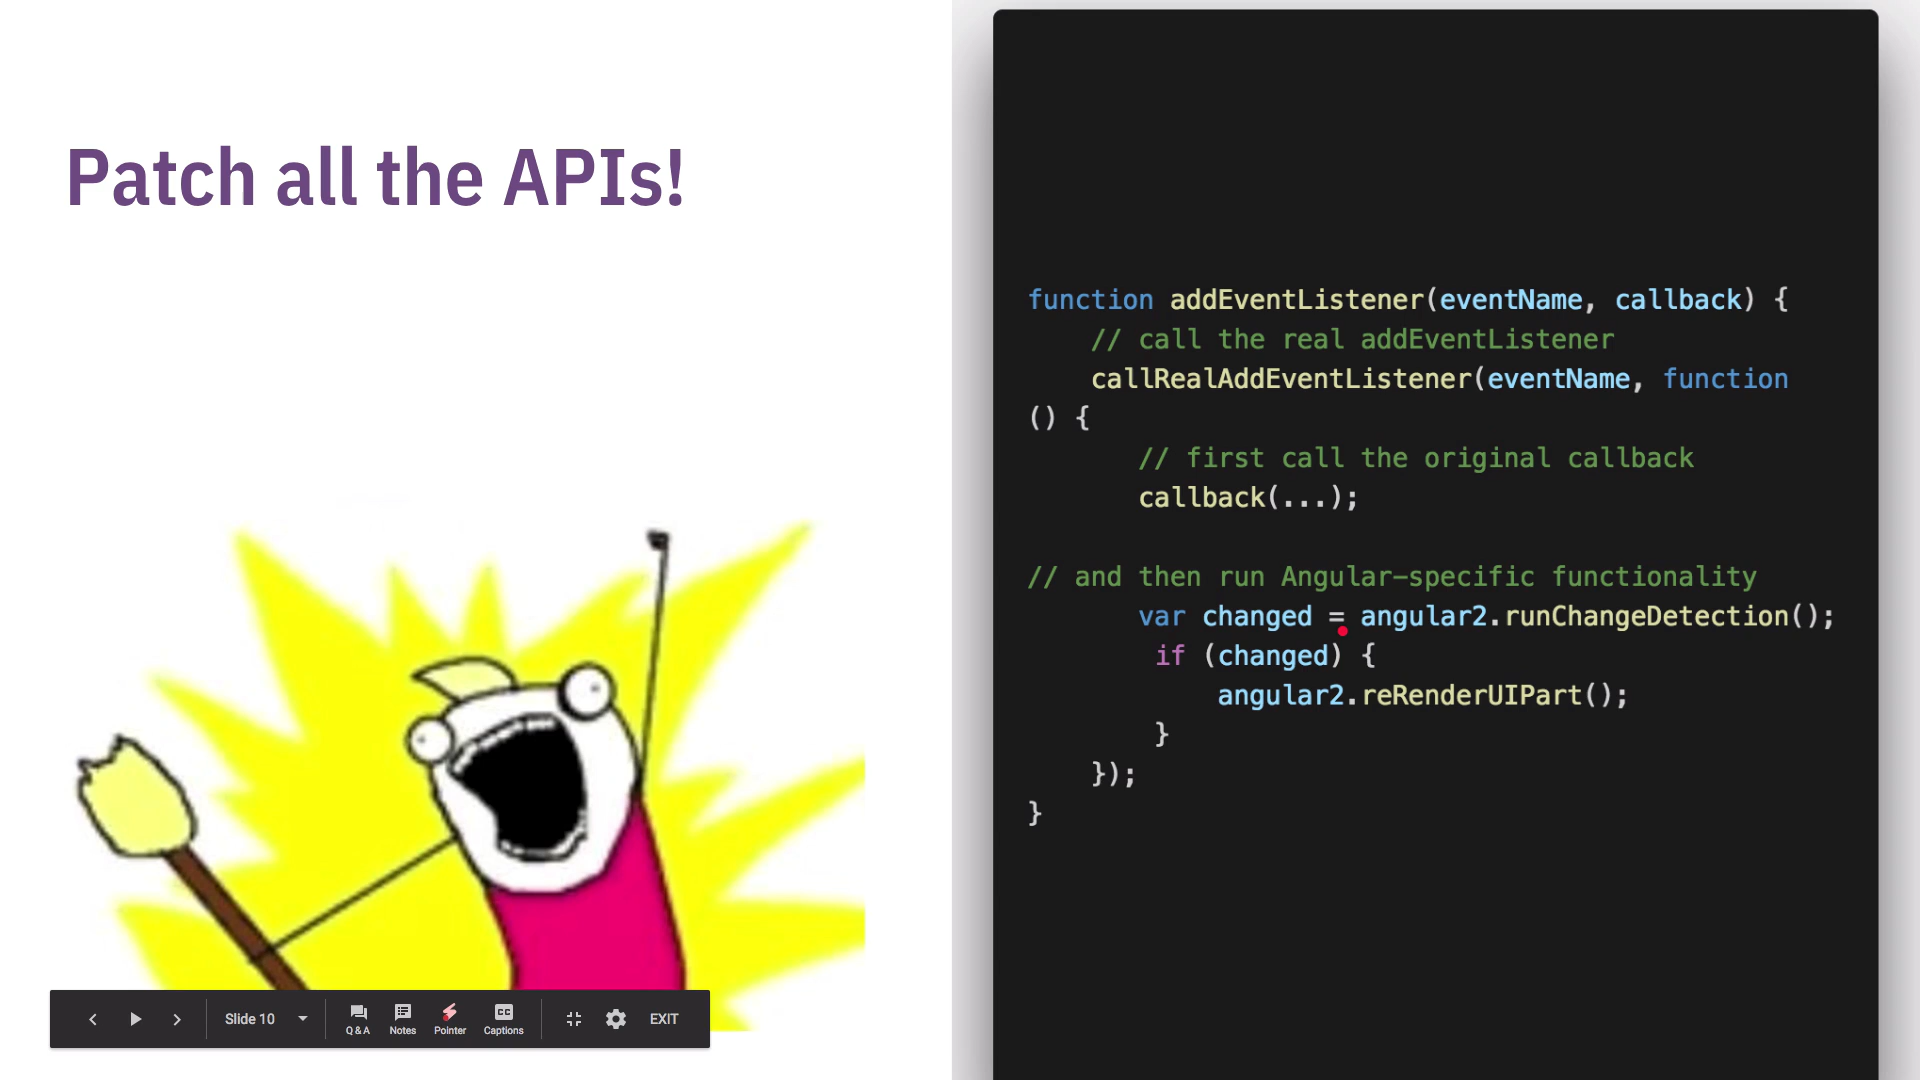 Patch all the APIs!
function addEventListener(eventName, callback) {
    // call the real addEventListener
    callRealAddEventListener(eventName, function
() {
       // first call the original callback
       callback(...);
// and then run Angular-specific functionality
       var changed = angular2.runChangeDetection();
        if (changed) {
            angular2.reRenderUIPart();
        }
    });
}
Slide 10
Q & A
Notes
Pointer
CC
Captions
EXIT